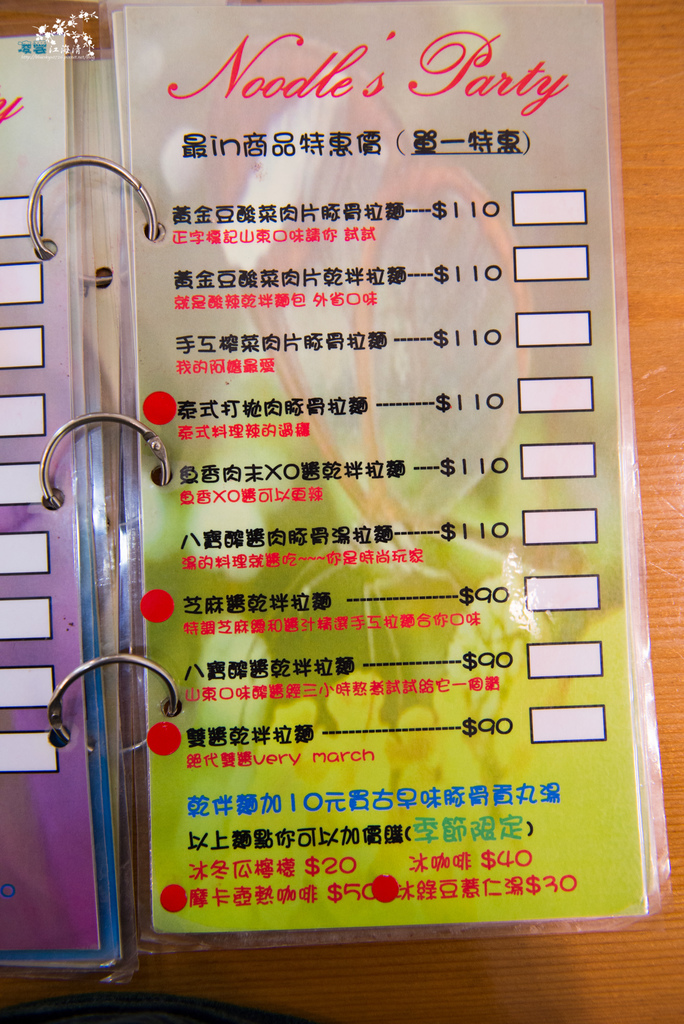 Noodle's Party
最in商品特惠價（單一特惠）
黃金豆酸菜肉片豚骨拉麵----$110
正字標記山東口味請你 試試
黃金豆酸菜肉片乾拌拉麵----$110
就是酸辣乾拌麵包 外省口味
手工榨菜肉片豚骨拉麵 ------$110
我的阿嬤最愛
泰式打拋肉豚骨拉麵 ---------$110
泰式料理辣的過癮
魚香肉末XO醬乾拌拉麵 ----$110
魚香XO醬可以更辣
八寶醡醬肉豚骨湯拉麵-------$110
湯的料理就醬吃~~~你是時尚玩家
芝麻醬乾拌拉麵 -----------------$90
特調芝麻醬和醬汁精選手工拉麵合你口味
八寶醡醬乾拌拉麵 ---------------$90
山東口味醡醬經三小時熬煮試試給它一個讚
雙醬乾拌拉麵 --------------------$90
絕代雙醬very march
乾伴麵加10元買古早味豚骨貢丸湯
以上麵點你可以加價購(季節限定)
冰冬瓜檸檬 $20 冰咖啡 $40
摩卡壺熱咖啡 $50 冰綠豆薏仁湯$30